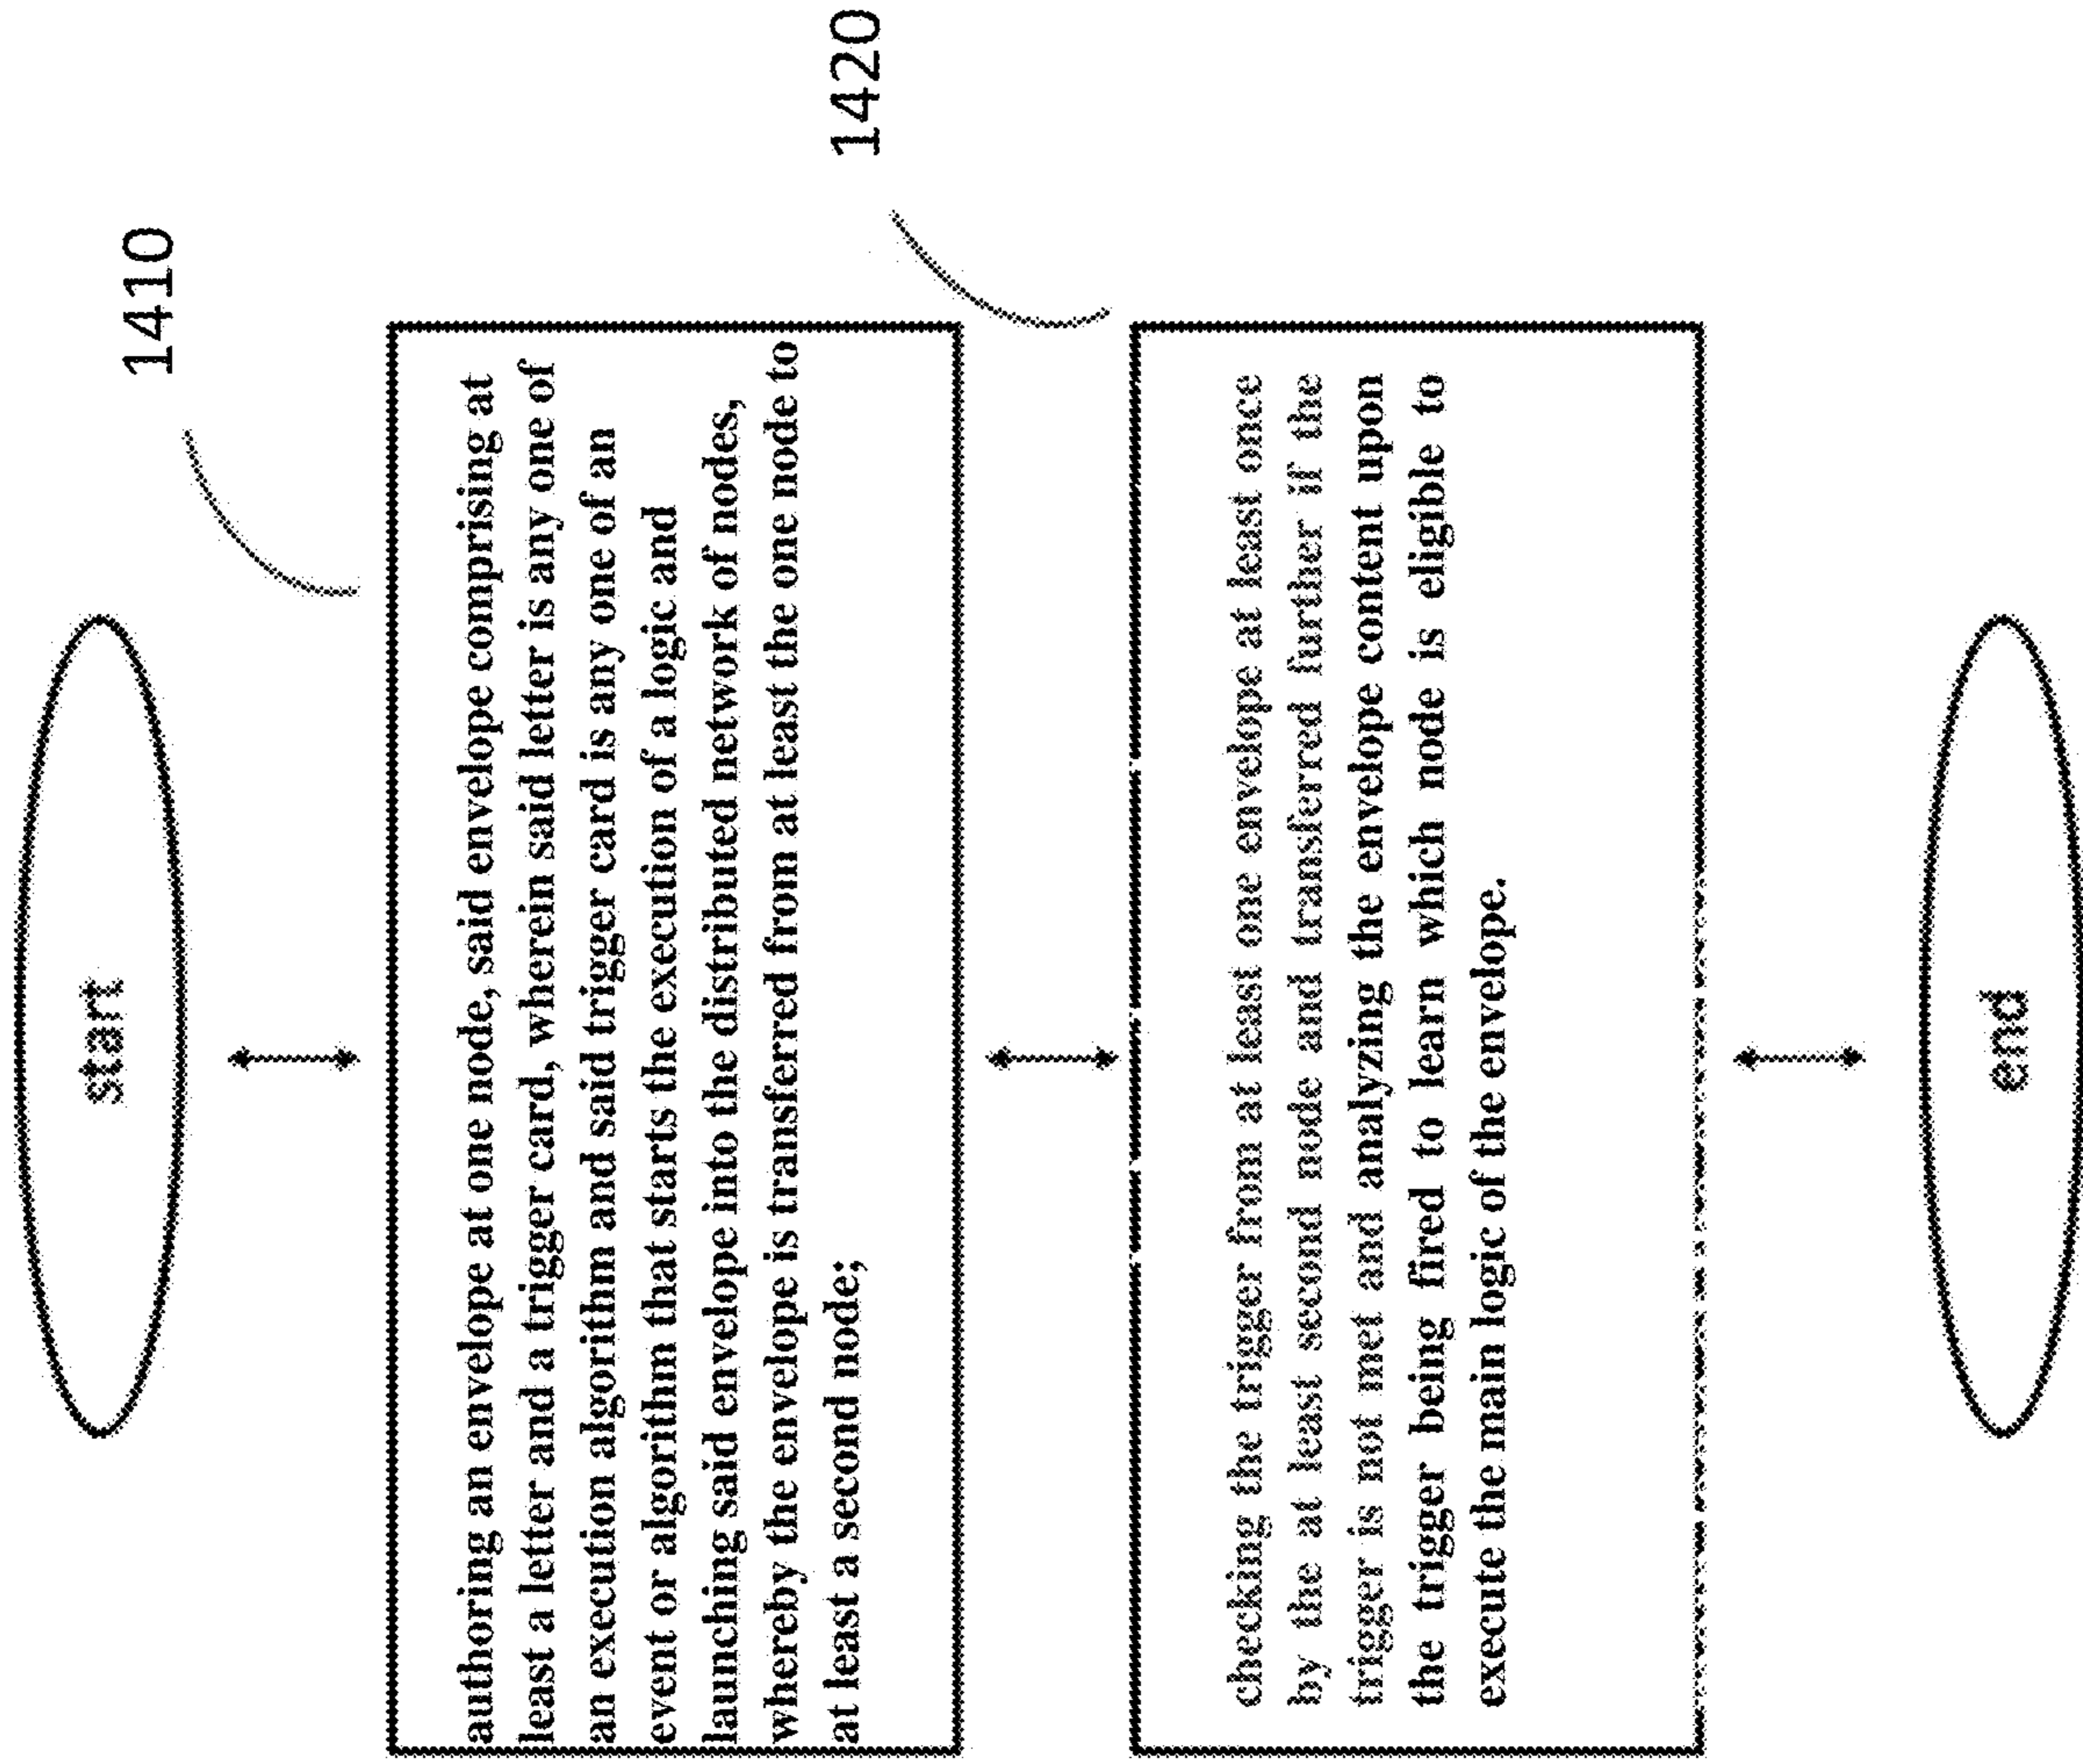 start
1410
authoring an envelope at one node, said envelope comprising at
least a letter and a trigger card, wherein said letter is any one of
an execution algorithm and said trigger card is any one of an
event or algorithm that starts the execution of a logic and
launching said envelope into the distributed network of nodes,
whereby the envelope is transferred from at least the one node to
at least a second node;
1420
checking the trigger from at least one envelope at least once
by the at least second node and transferred further if the
trigger is not met and analyzing the envelope content upon
the trigger being fired to learn which node is eligible to
execute the main logic of the envelope.
end